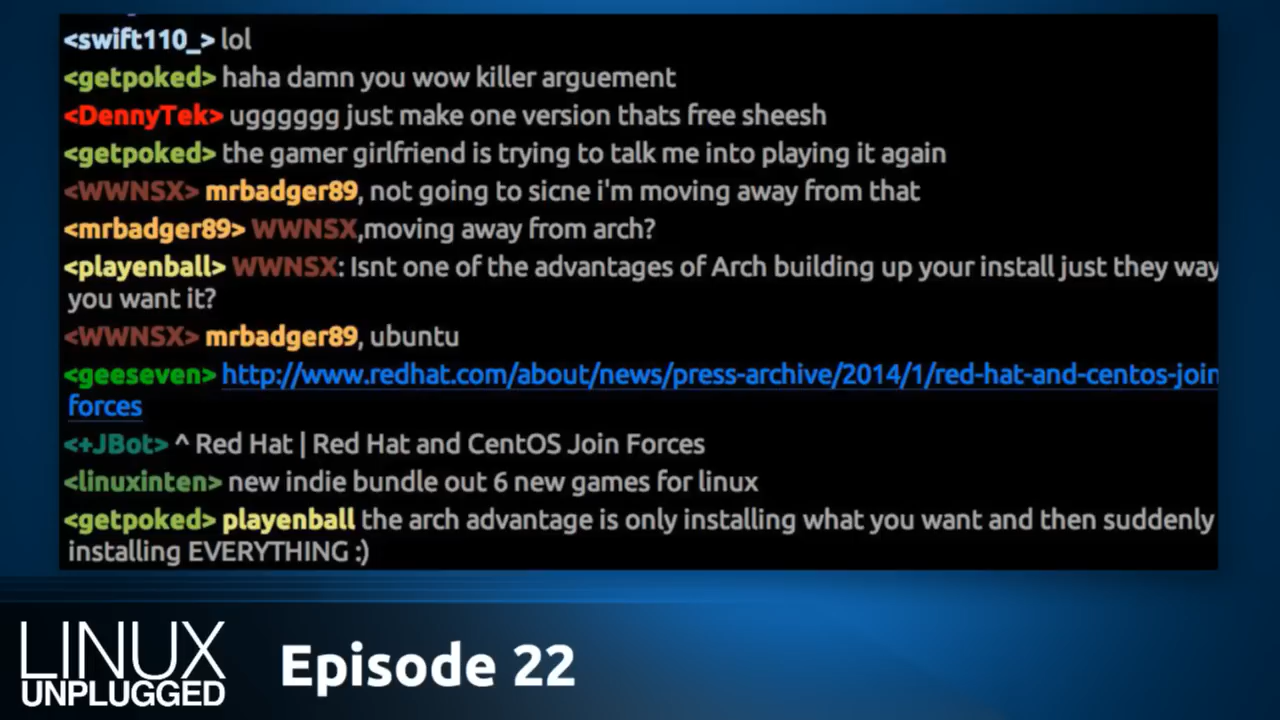 <swift110_> lol
<getpoked> haha damn you wow killer arguement
<DennyTek> ugggggg just make one version thats free sheesh
<getpoked> the gamer girlfriend is trying to talk me into playing it again
<WWNSX> mrbadger89, not going to sicne i'm moving away from that
<mrbadger89> WWNSX,moving away from arch?
<playenball> WWNSX: Isnt one of the advantages of Arch building up your install just they way
you want it?
<WWNSX> mrbadger89, ubuntu
<geeseven> http://www.redhat.com/about/news/press-archive/2014/1/red-hat-and-centos-join
forces
<+JBot> ^ Red Hat | Red Hat and CentOS Join Forces
<linuxinten> new indie bundle out 6 new games for linux
<getpoked> playenball the arch advantage is only installing what you want and then suddenly
installing EVERYTHING :)
LINUX
UNPLUGGED
Episode 22